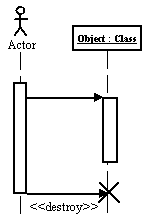 Actor
Object : Class
<<destroy>>